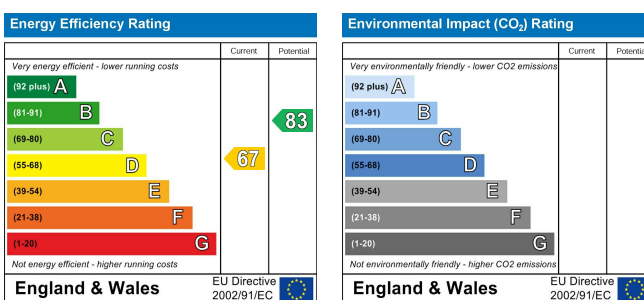 Energy Efficiency Rating
Current Potential
Very energy efficient - lower running costs
(92 plus) A
(81-91) B
(69-80) C
(55-68) D
(39-54) E
(21-38) F
(1-20) G
83
67
Not energy efficient - higher running costs
England & Wales
EU Directive
2002/91/EC
Environmental Impact (CO₂) Rating
Current Potentia
Very environmentally friendly - lower CO2 emissions
(92 plus) A
(81-91) B
(69-80) C
(55-68) D
(39-54) E
(21-38) F
(1-20) G
Not environmentally friendly - higher CO2 emissions
England & Wales
EU Directive
2002/91/EC